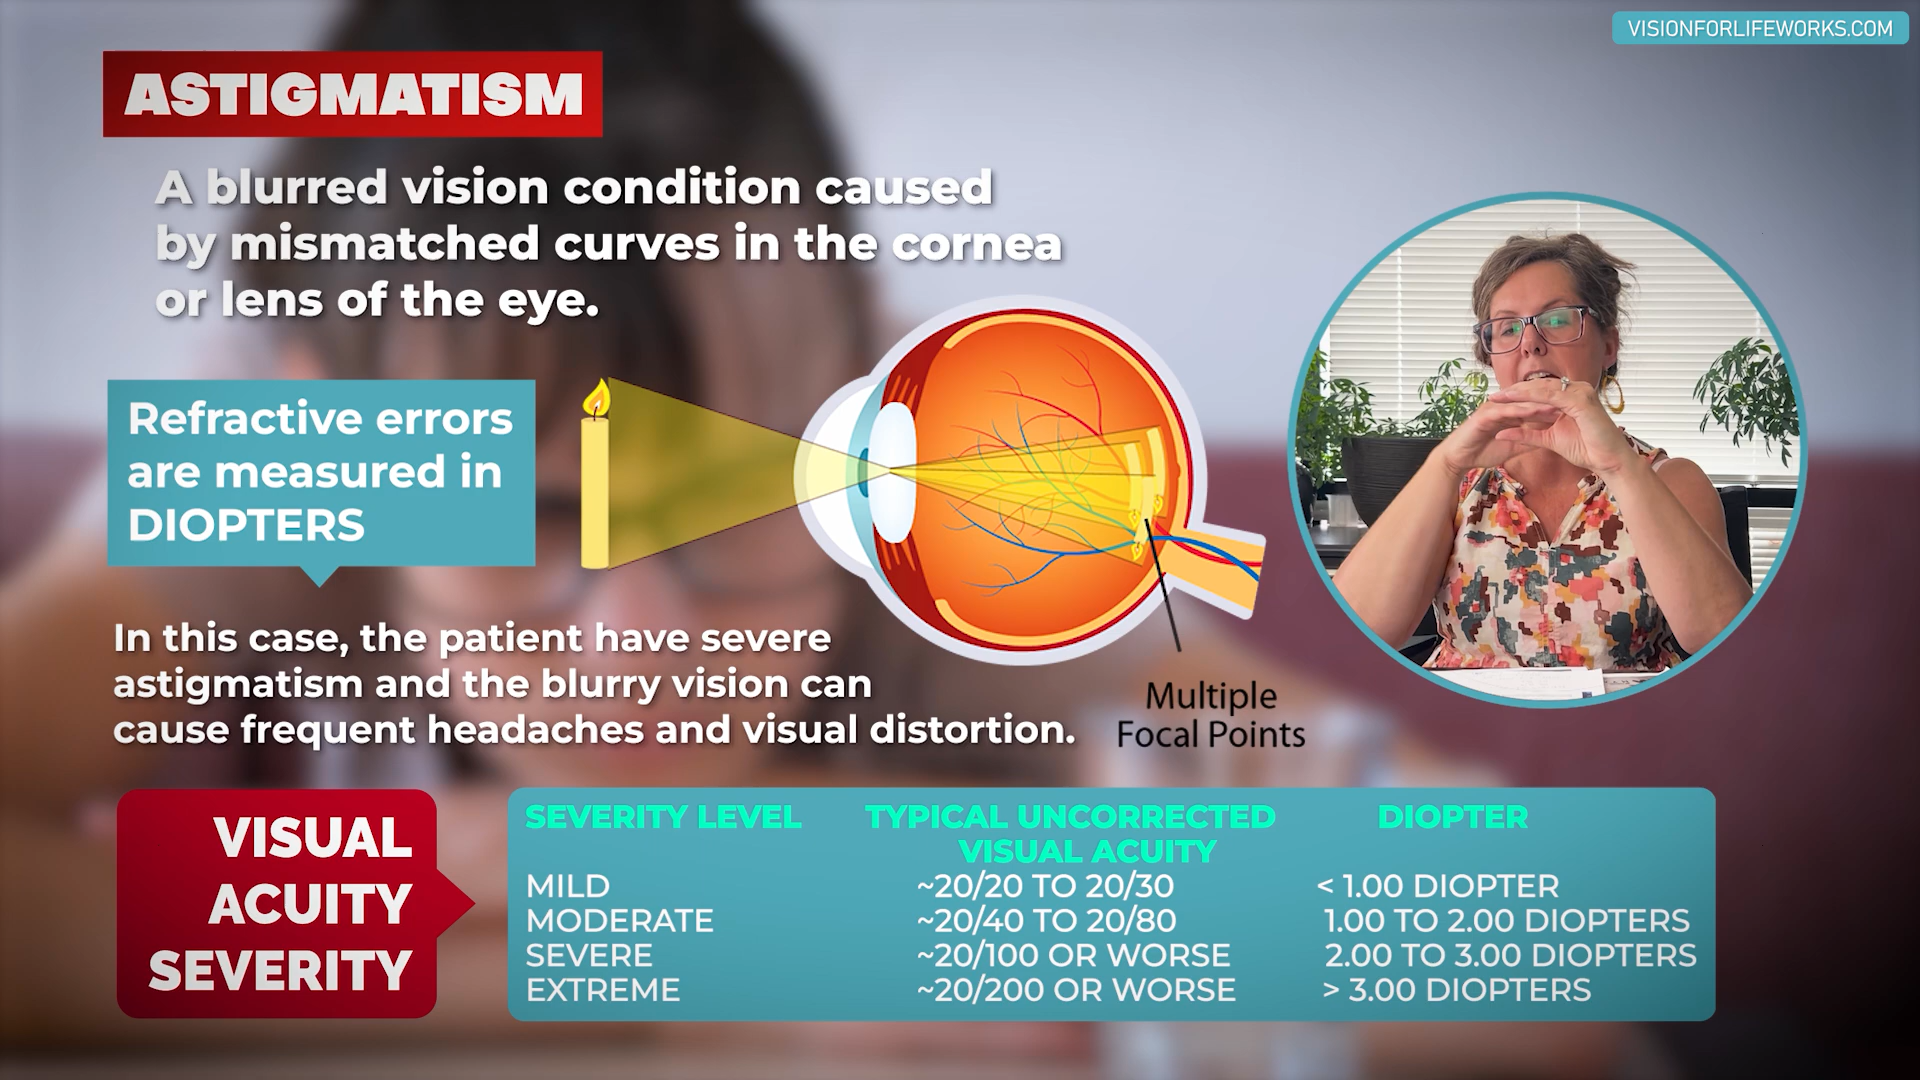 VISIONFORLIFEWORKS.COM
ASTIGMATISM
A blurred vision condition caused
by mismatched curves in the cornea
or lens of the eye.
Refractive errors
are measured in
DIOPTERS
In this case, the patient have severe
astigmatism and the blurry vision can
cause frequent headaches and visual distortion.
Multiple
Focal Points
VISUAL
ACUITY
SEVERITY
SEVERITY LEVEL TYPICAL UNCORRECTED DIOPTER
VISUAL ACUITY
MILD ~20/20 TO 20/30 < 1.00 DIOPTER
MODERATE ~20/40 TO 20/80 1.00 TO 2.00 DIOPTERS
SEVERE ~20/100 OR WORSE 2.00 TO 3.00 DIOPTERS
EXTREME ~20/200 OR WORSE > 3.00 DIOPTERS